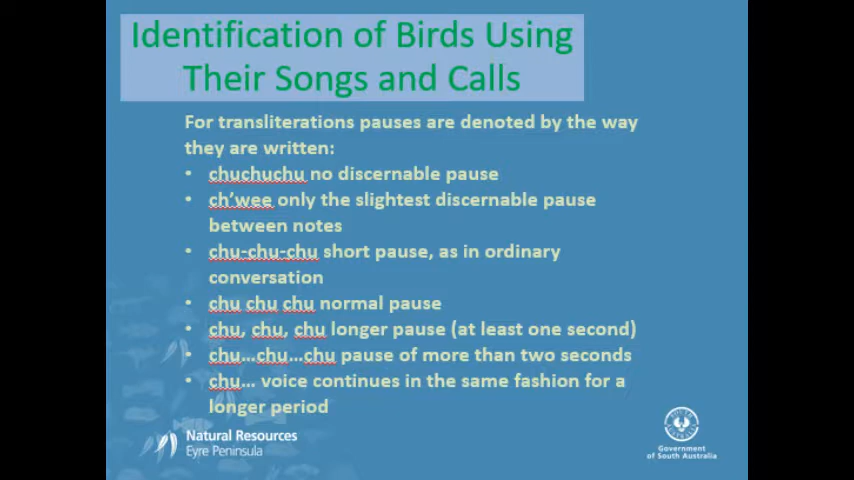 Identification of Birds Using
Their Songs and Calls
For transliterations pauses are denoted by the way
they are written:
• chuchuchu no discernable pause
• ch'wee only the slightest discernable pause
between notes
• chu-chu-chu short pause, as in ordinary
conversation
• chu chu chu normal pause
• chu, chu, chu longer pause (at least one second)
• chu…chu…chu pause of more than two seconds
• chu… voice continues in the same fashion for a
longer period
Natural Resources
Eyre Peninsula
SOUTH
AUSTRALIA
Government
of South Australia